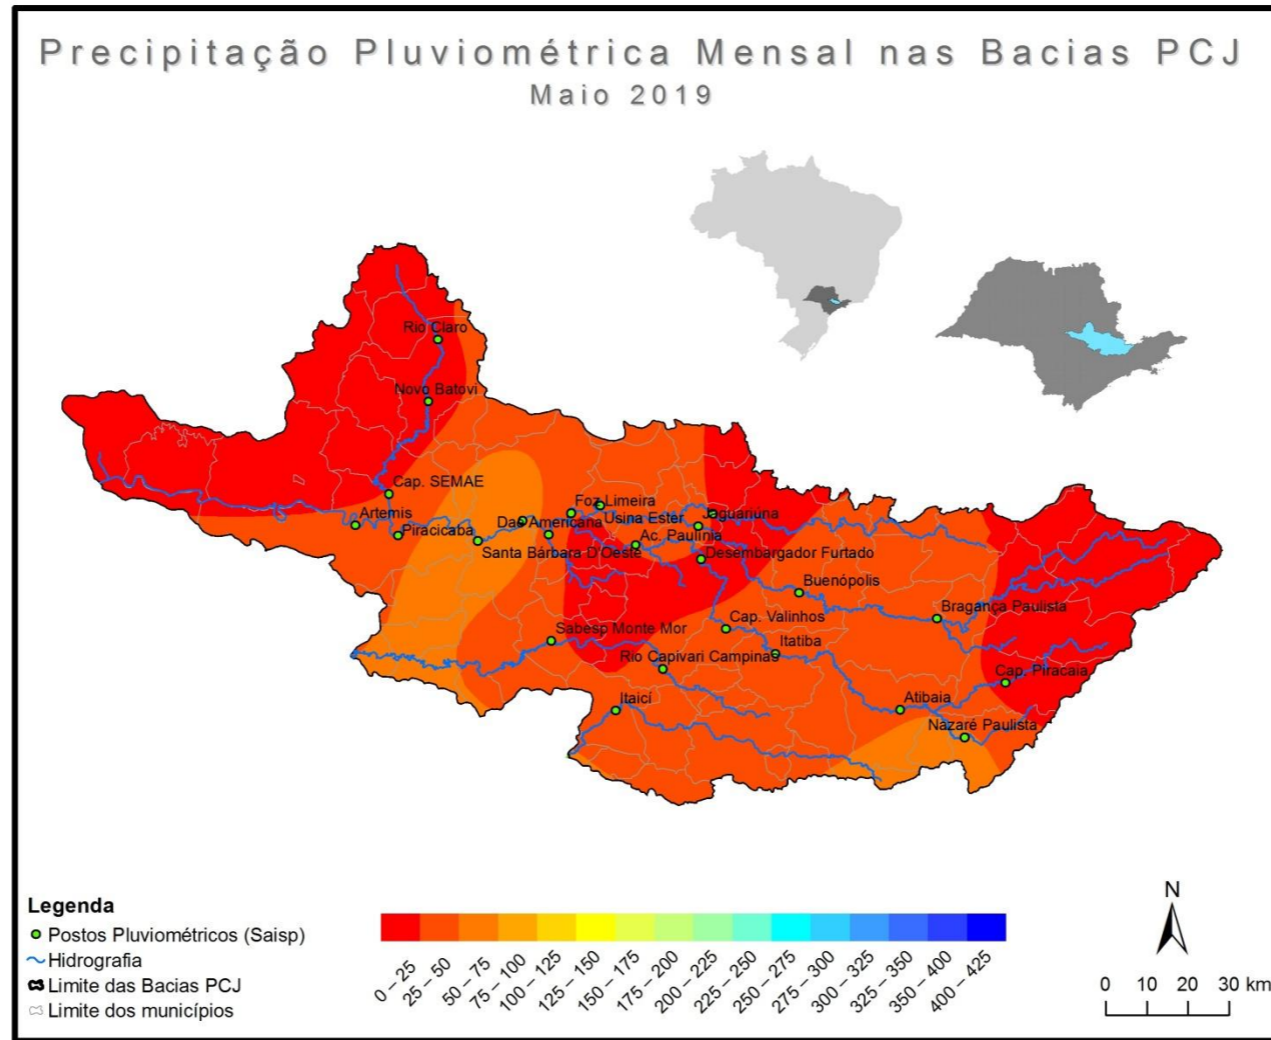 Precipitação Pluviométrica Mensal nas Bacias PCJ
Maio 2019
Rio Claro
Novo Batovi
Cap. SEMAE
Artemis
Piracicaba
Foz Limeira
Dae Americana
Usina Ester
Jaguariuna
Santa Bárbara D'Oeste
Ac. Paulínia
Desembargador Furtado
Buenópolis
Bragança Paulista
Sabesp Monte Mor
Cap. Valinhos
Rio Capivari Campinas
Itatiba
Cap. Piracaia
Itaicí
Atibaia
Nazaré Paulista
Legenda
Postos Pluviométricos (Saisp)
Hidrografia
Limite das Bacias PCJ
Limite dos municípios
0 – 25
25 – 50
50 – 75
75 – 100
100 – 125
125 – 150
150 – 175
175 – 200
200 – 225
225 – 250
250 – 275
275 – 300
300 – 325
325 – 350
350 – 400
400 – 425
N
0 10 20 30 km